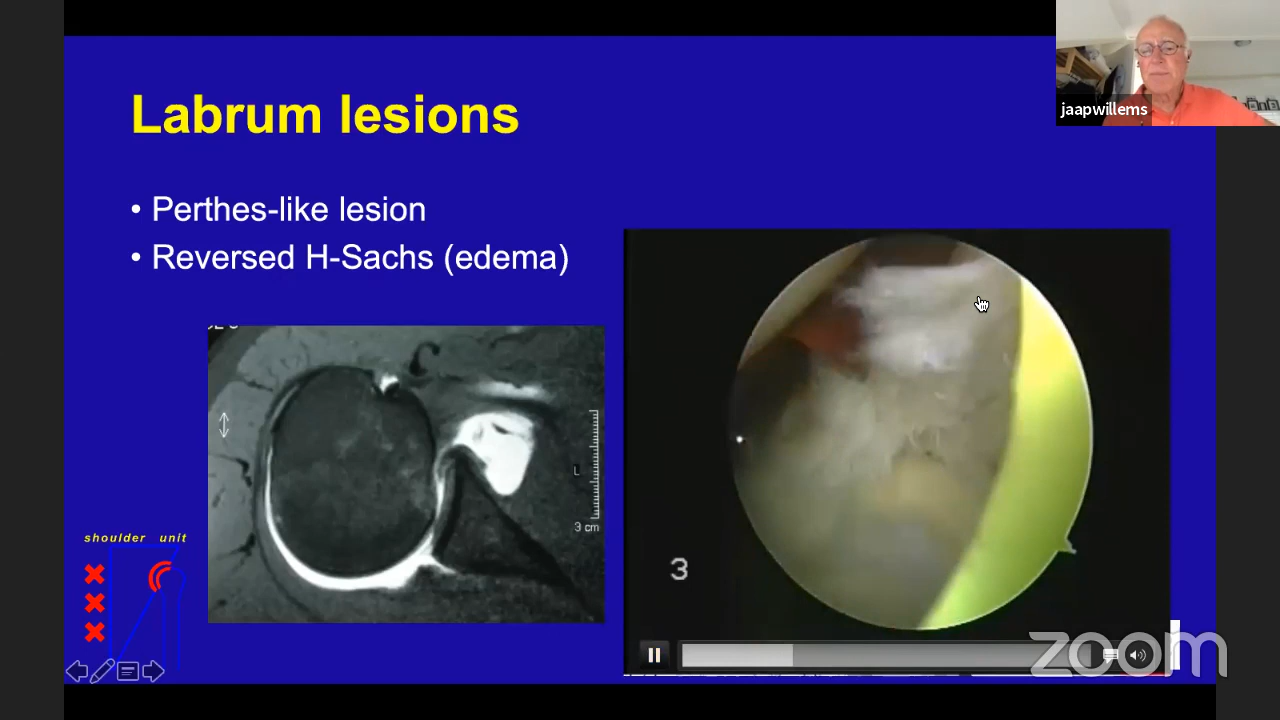 jaapwillems
Labrum lesions
• Perthes-like lesion
• Reversed H-Sachs (edema)
L
3 cm
shoulder unit
3
zoom